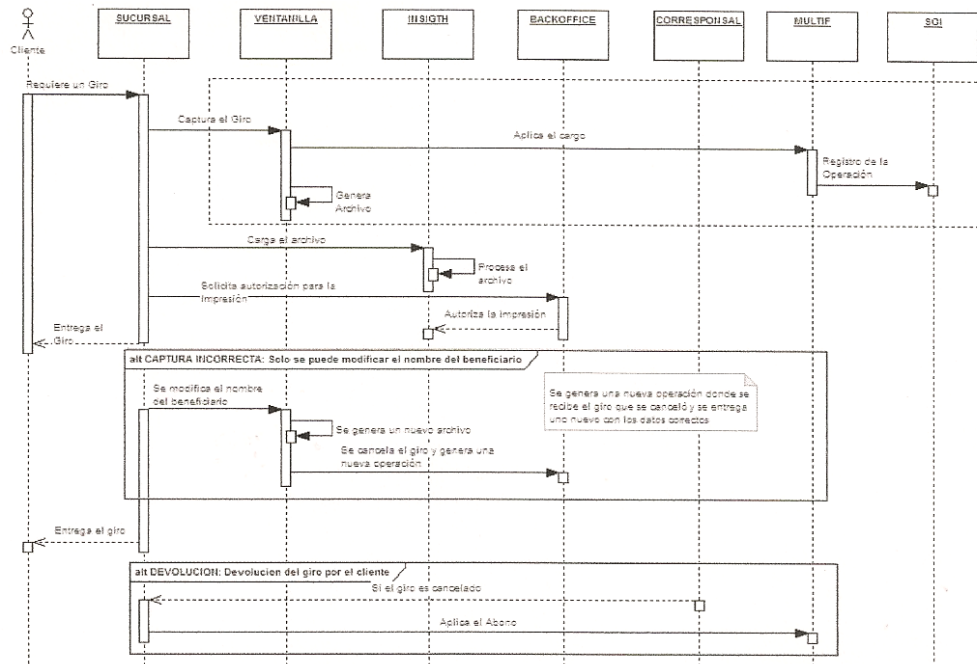 SUCURSAL
VENTANILLA
INSIGTH
BACKOFFICE
CORRESPONSAL
MULTIF
SOI
Cliente
Requiere un Giro
Captura el Giro
Aplica el cargo
Registro de la
Operación
Genera
Archivo
Carga el archivo
Procesa el
archivo
Solicita autorización para la
Impresión
Autoriza la impresión
Entrega el
Giro
alt CAPTURA INCORRECTA: Solo se puede modificar el nombre del beneficiario
Se modifica el nombre
del beneficiario
Se genera una nueva operación donde se
recibe el giro que se canceló y se entrega
uno nuevo con los datos correctos
Se genera un nuevo archivo
Se cancela el giro y genera una
nueva operación
Entrega el giro
alt DEVOLUCION: Devolucion del giro por el cliente
Si el giro es cancelado
Aplica el Abono